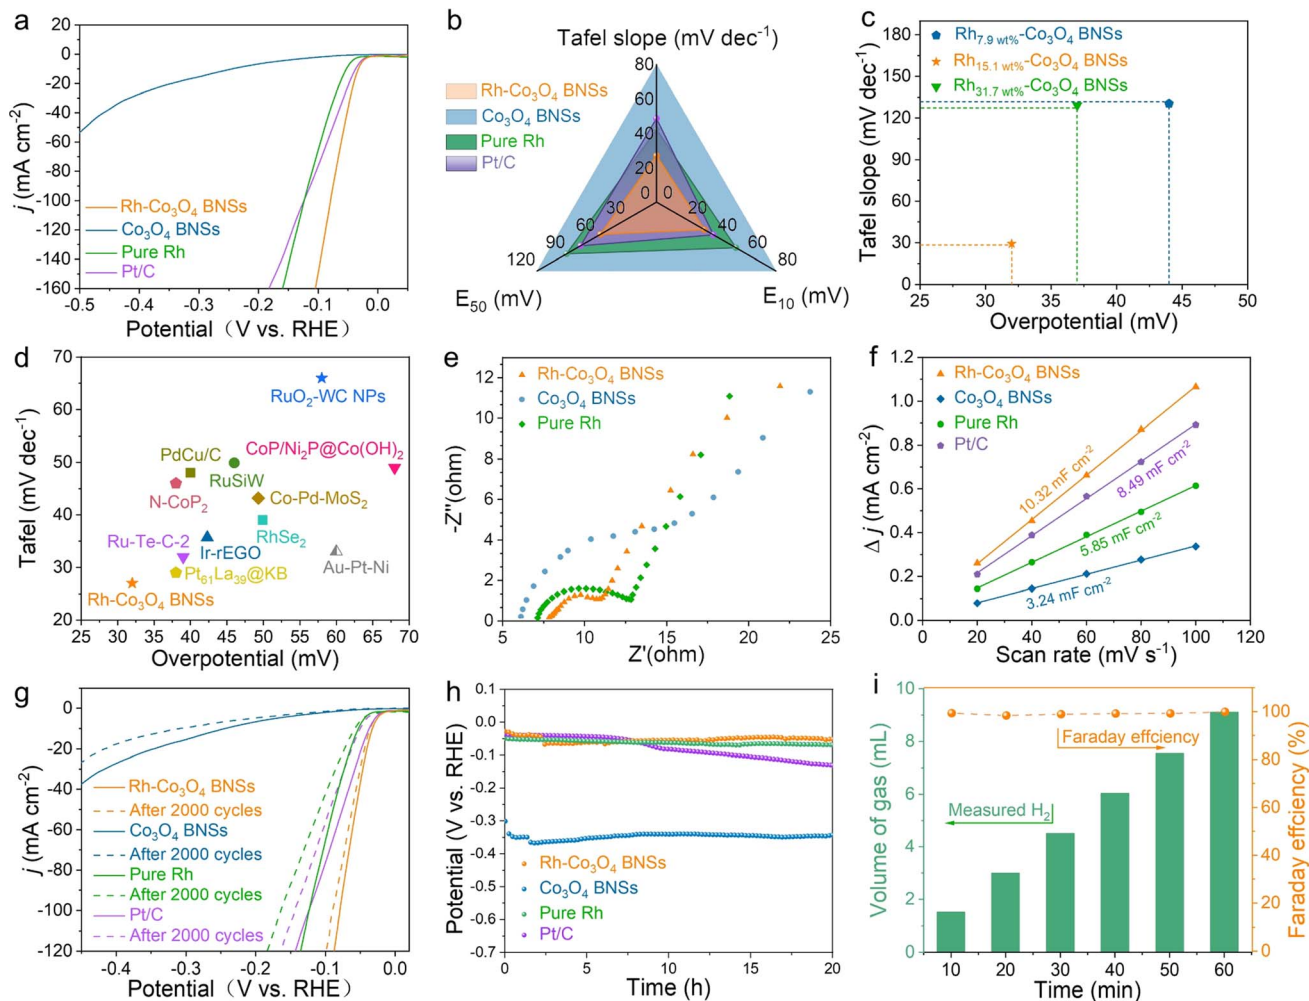 a
20
0
-20
-40
-60
-80
-100
-120
-140
-160
j (mA cm-2)
Rh-Co3O4 BNSs
Co3O4 BNSs
Pure Rh
Pt/C
-0.5 -0.4 -0.3 -0.2 -0.1 0.0
Potential (V vs. RHE)
b
Tafel slope (mV dec-1)
80
60
40
20
0
Rh-Co3O4 BNSs
Co3O4 BNSs
Pure Rh
Pt/C
0 30 60 90 120
0 20 40 60 80
E50 (mV)
E10 (mV)
c
180
150
120
90
60
30
0
Tafel slope (mV dec-1)
Rh7.9 wt%-Co3O4 BNSs
Rh15.1 wt%-Co3O4 BNSs
Rh31.7 wt%-Co3O4 BNSs
25 30 35 40 45 50
Overpotential (mV)
d
70
60
50
40
30
20
Tafel (mV dec-1)
RuO2-WC NPs
PdCu/C
CoP/Ni2P@Co(OH)2
RuSiW
N-CoP2
Co-Pd-MoS2
RhSe2
Ru-Te-C-2
Ir-rEGO
Au-Pt-Ni
Pt61La39@KB
Rh-Co3O4 BNSs
25 30 35 40 45 50 55 60 65 70
Overpotential (mV)
e
12
10
8
6
4
2
0
-Z"(ohm)
Rh-Co3O4 BNSs
Co3O4 BNSs
Pure Rh
5 10 15 20 25
Z'(ohm)
f
1.2
0.9
0.6
0.4
0.2
0.0
Δ j (mA cm-2)
Rh-Co3O4 BNSs
Co3O4 BNSs
Pure Rh
Pt/C
10.32 mF cm-2
8.49 mF cm-2
5.85 mF cm-2
3.24 mF cm-2
0 20 40 60 80 100 120
Scan rate (mV s-1)
g
0
-20
-40
-60
-80
-100
-120
j (mA cm-2)
Rh-Co3O4 BNSs
After 2000 cycles
Co3O4 BNSs
After 2000 cycles
Pure Rh
After 2000 cycles
Pt/C
After 2000 cycles
-0.4 -0.3 -0.2 -0.1 0.0
Potential (V vs. RHE)
h
0.1
0.0
-0.1
-0.2
-0.3
-0.4
-0.5
-0.6
-0.7
Potential (V vs. RHE)
Rh-Co3O4 BNSs
Co3O4 BNSs
Pure Rh
Pt/C
0 5 10 15 20
Time (h)
i
10
8
6
4
2
0
Volume of gas (mL)
Faraday effciency
Measured H2
100
80
60
40
20
0
Faraday efficiency (%)
10 20 30 40 50 60
Time (min)